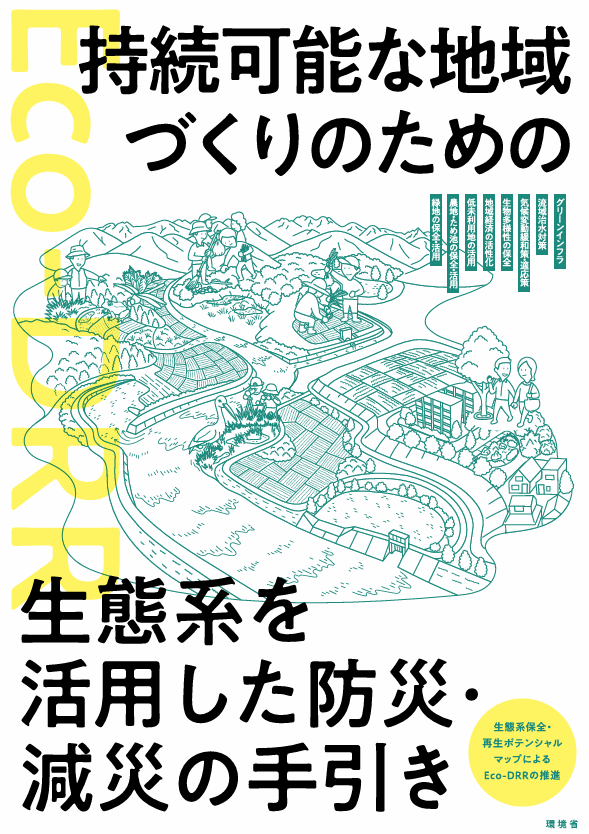 Eco-DRR
持続可能な地域
づくりのための
グリーンインフラ
流域治水対策
気候変動緩和策・適応策
生物多様性の保全
地域経済の活性化
低未利用地の活用
農地・ため池の保全・活用
緑地の保全・活用
生態系を
活用した防災・
減災の手引き
生態系保全・
再生ポテンシャル
マップによる
Eco-DRRの推進
環境省